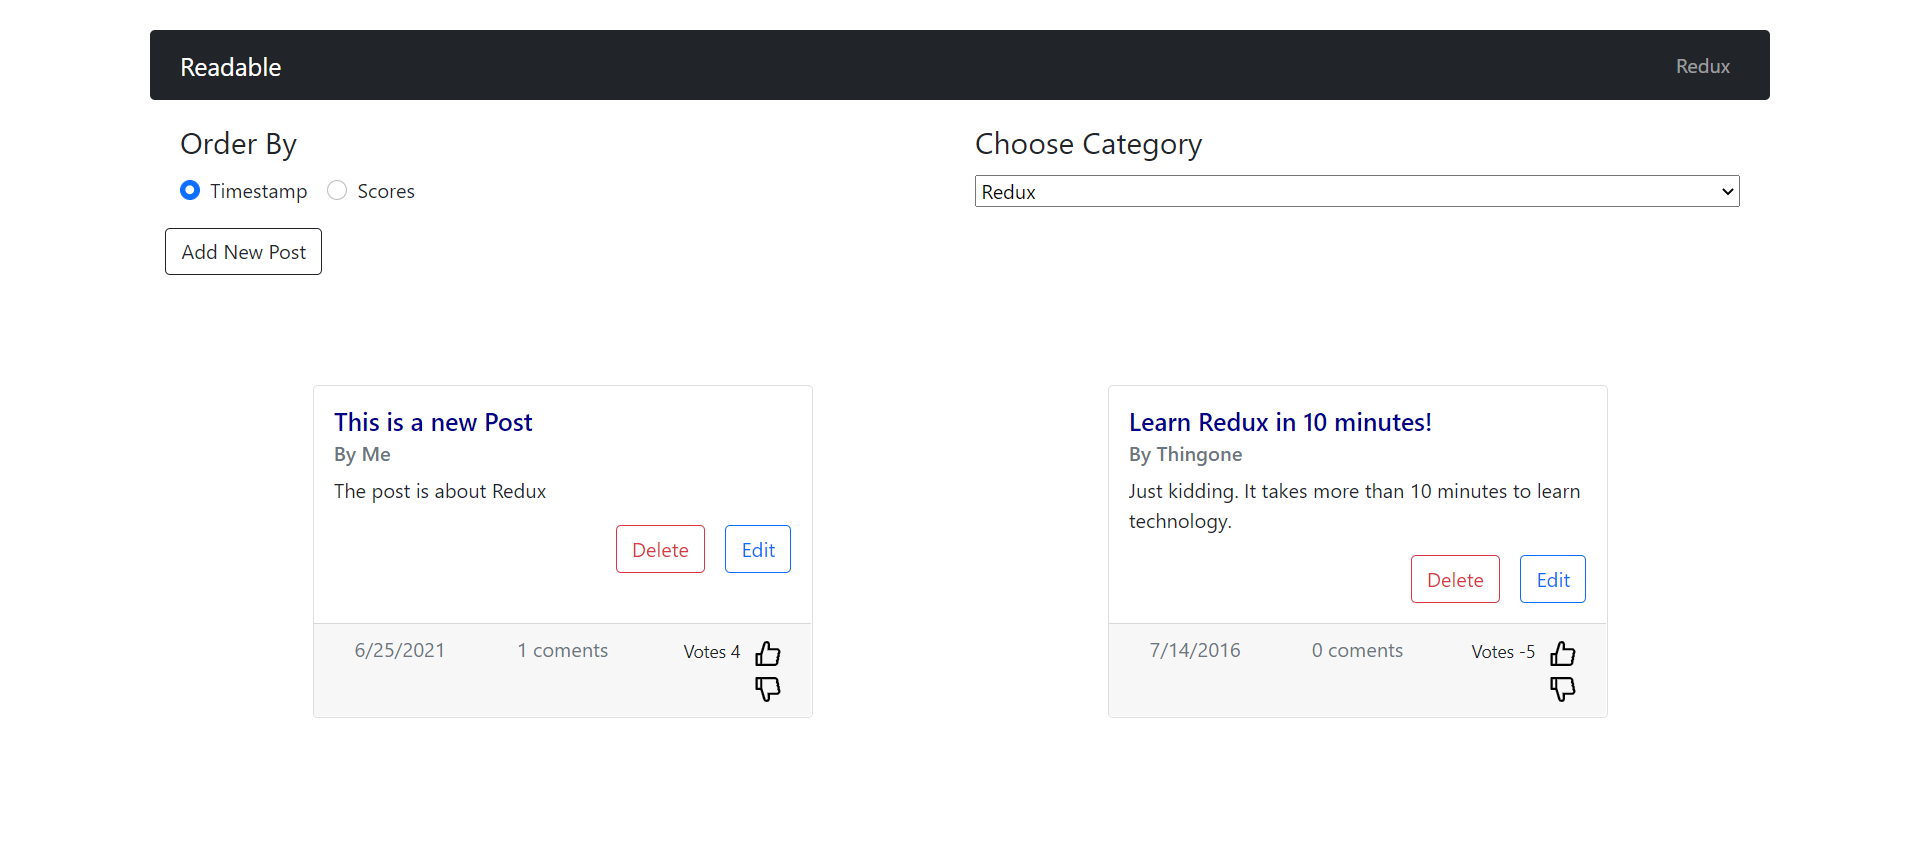 Readable
Redux
Order By
Choose Category
Timestamp
Scores
Redux
Add New Post
This is a new Post
By Me
The post is about Redux
Delete
Edit
6/25/2021
1 coments
Votes 4
Learn Redux in 10 minutes!
By Thingone
Just kidding. It takes more than 10 minutes to learn
technology.
Delete
Edit
7/14/2016
0 coments
Votes -5